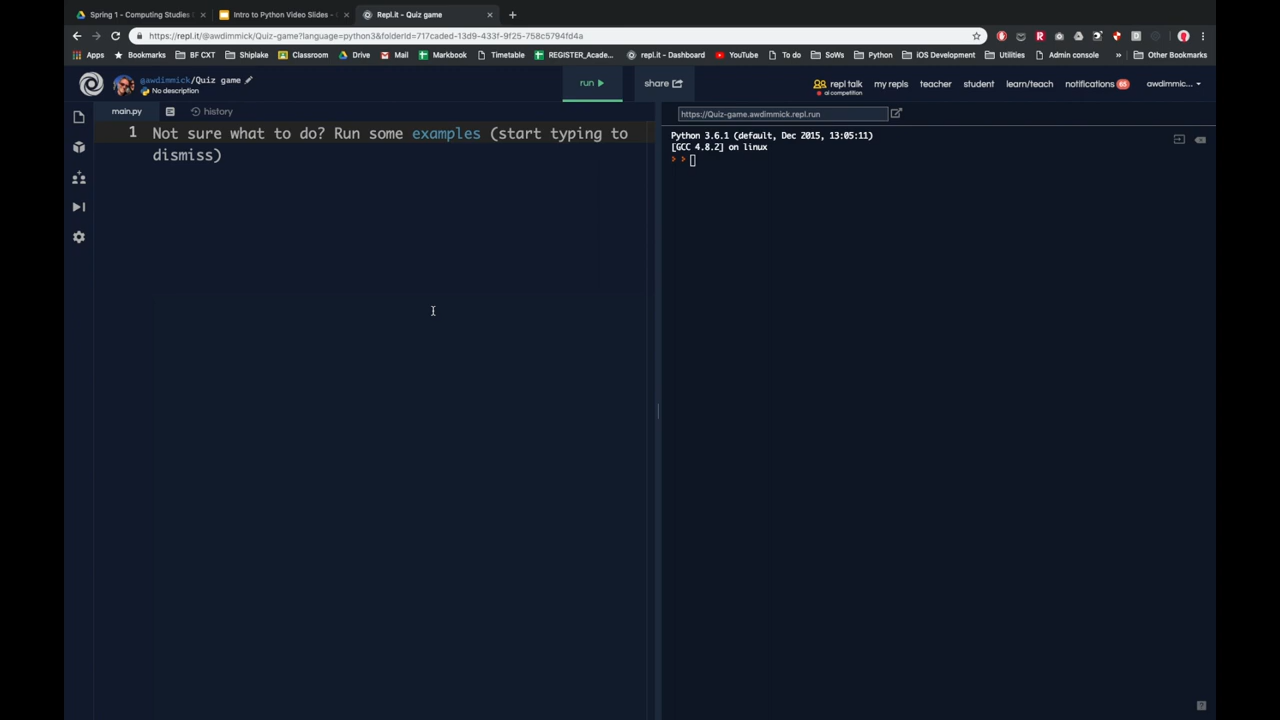 Spring 1 - Computing Studies
Intro to Python Video Slides -
Repl.it - Quiz game
https://repl.it/@awdimmick/Quiz-game?language=python3&folderId=717caded-13d9-433f-9f25-758c5794fd4a
Apps Bookmarks BF CXT Shiplake Classroom Drive Mail Markbook Timetable REGISTER_Acade... repl.it - Dashboard YouTube To do SoWs Python iOS Development Utilities Admin console » Other Bookmarks
@awdimmick/Quiz game
No description
run
share
repl talk
ai competition
my repls
teacher
student
learn/teach
notifications 65
awdimmic...
main.py
history
https://Quiz-game.awdimmick.repl.run
1 Not sure what to do? Run some examples (start typing to
dismiss)
Python 3.6.1 (default, Dec 2015, 13:05:11)
[GCC 4.8.2] on linux